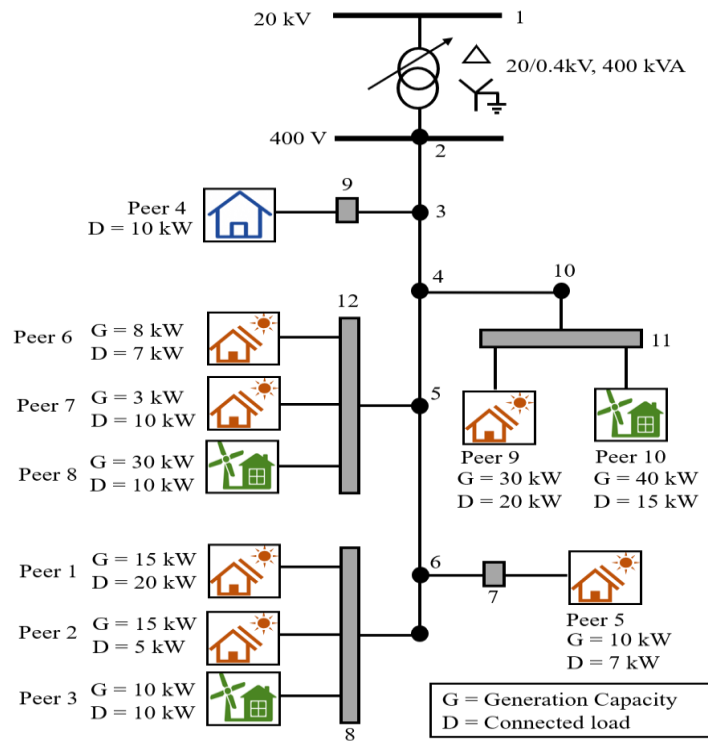 20 kV
1
20/0.4kV, 400 kVA
400 V
2
9
Peer 4
D = 10 kW
3
4
10
12
11
Peer 6
G = 8 kW
D = 7 kW
Peer 7
G = 3 kW
D = 10 kW
5
Peer 8
G = 30 kW
D = 10 kW
Peer 9
G = 30 kW
D = 20 kW
Peer 10
G = 40 kW
D = 15 kW
Peer 1
G = 15 kW
D = 20 kW
6
7
Peer 2
G = 15 kW
D = 5 kW
Peer 5
G = 10 kW
D = 7 kW
Peer 3
G = 10 kW
D = 10 kW
8
G = Generation Capacity
D = Connected load